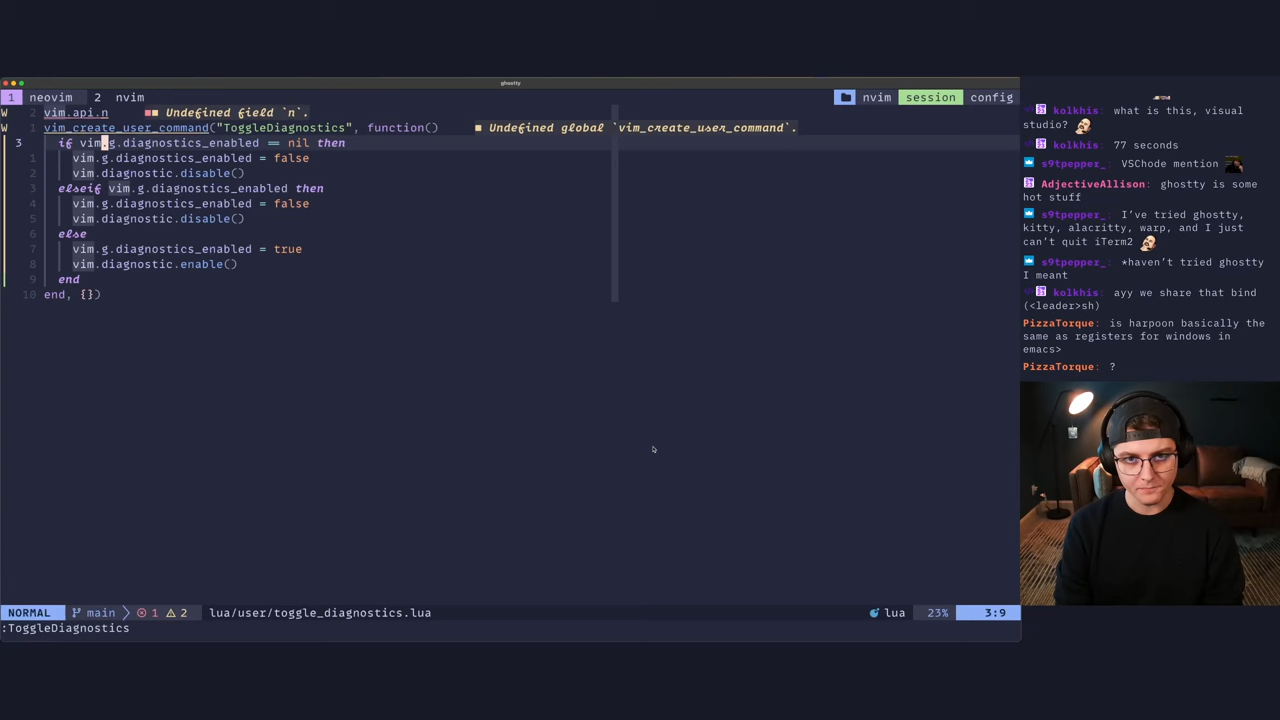 ghostty
1 neovim 2 nvim
nvim session config
W 2 vim.api.n Undefined field `n`.
W 1 vim_create_user_command("ToggleDiagnostics", function() Undefined global `vim_create_user_command`.
3 if vim.g.diagnostics_enabled == nil then
1 vim.g.diagnostics_enabled = false
2 vim.diagnostic.disable()
3 elseif vim.g.diagnostics_enabled then
4 vim.g.diagnostics_enabled = false
5 vim.diagnostic.disable()
6 else
7 vim.g.diagnostics_enabled = true
8 vim.diagnostic.enable()
9 end
10 end, {})
NORMAL main 1 2 lua/user/toggle_diagnostics.lua lua 23% 3:9
:ToggleDiagnostics
kolkhis: what is this, visual
studio?
kolkhis: 77 seconds
s9tpepper_: VSChode mention
AdjectiveAllison: ghostty is some
hot stuff
s9tpepper_: I've tried ghostty,
kitty, alacritty, warp, and I just
can't quit iTerm2
s9tpepper_: *haven't tried ghostty
I meant
kolkhis: ayy we share that bind
(<leader>sh)
PizzaTorque: is harpoon basically the
same as registers for windows in
emacs>
PizzaTorque: ?